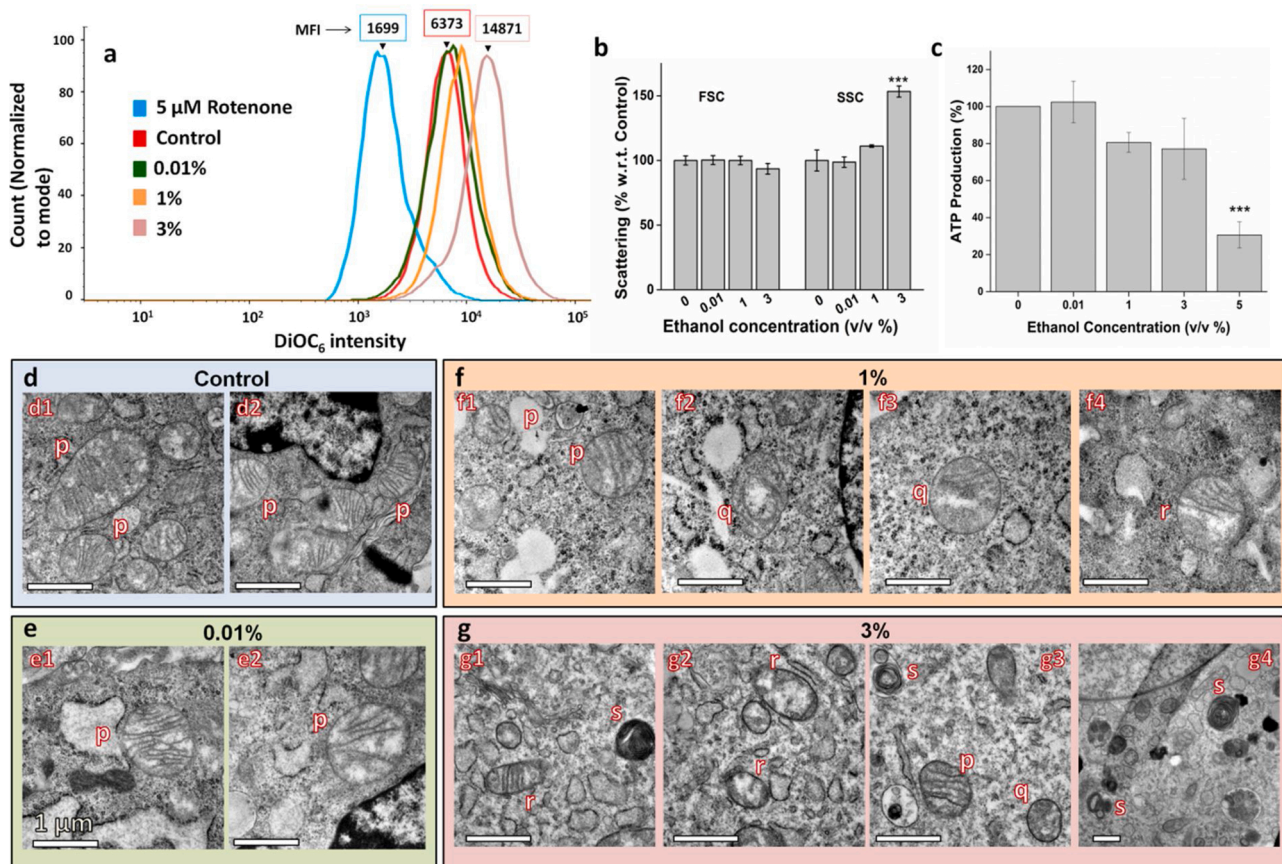 a
MFI
1699
6373
14871
100
80
60
40
20
0
Count (Normalized
to mode)
5 µM Rotenone
Control
0.01%
1%
3%
10¹
10²
10³
10⁴
10⁵
DiOC₆ intensity
b
FSC
SSC
***
150
100
50
0
Scattering (% w.r.t. Control)
0
0.01
1
3
0
0.01
1
3
Ethanol concentration (v/v %)
c
120
100
80
60
40
20
0
ATP Production (%)
***
0
0.01
1
3
5
Ethanol Concentration (v/v %)
d
Control
d1
p
p
d2
p
p
f
1%
f1
p
p
f2
q
f3
q
f4
r
e
0.01%
e1
p
1 µm
e2
p
g
3%
g1
s
r
g2
r
r
g3
s
p
q
g4
s
s